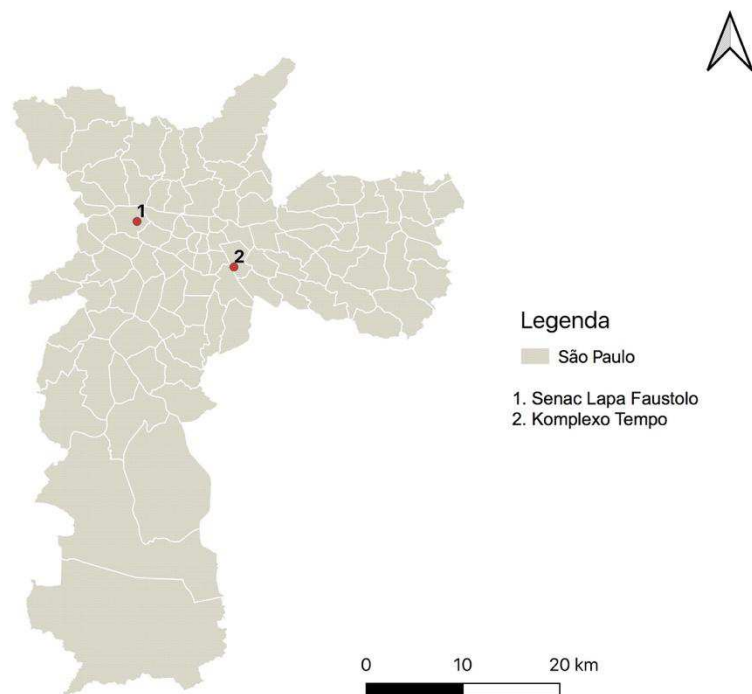 1
2
Legenda
São Paulo
1. Senac Lapa Faustolo
2. Komplexo Tempo
0 10 20 km